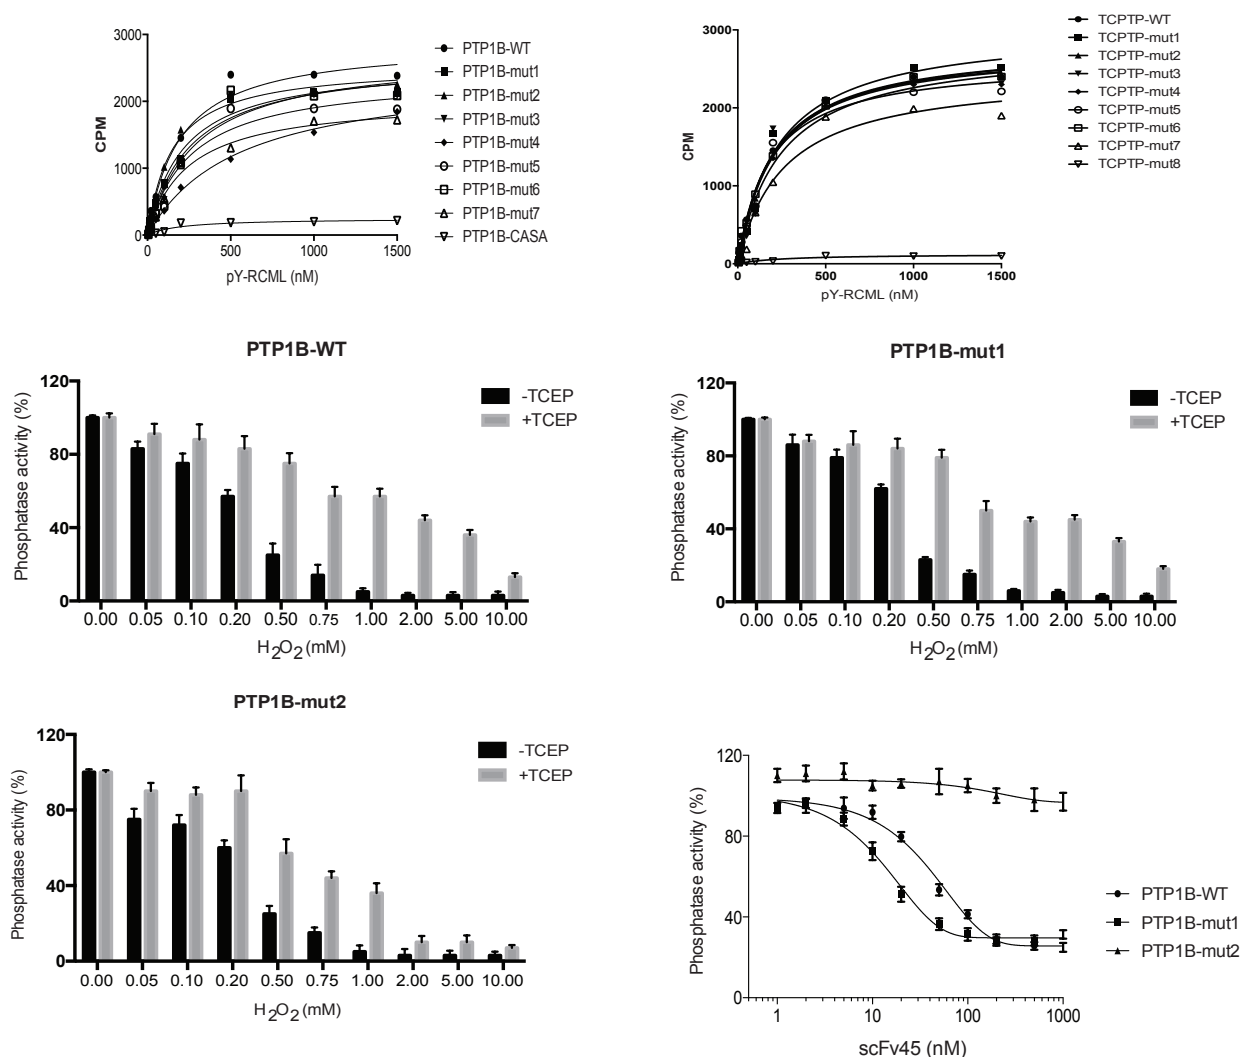 3000
2000
1000
0
CPM
0
500
1000
1500
pY-RCML (nM)
PTP1B-WT
PTP1B-mut1
PTP1B-mut2
PTP1B-mut3
PTP1B-mut4
PTP1B-mut5
PTP1B-mut6
PTP1B-mut7
PTP1B-CASA
3000
2000
1000
0
CPM
0
500
1000
1500
pY-RCML (nM)
TCPTP-WT
TCPTP-mut1
TCPTP-mut2
TCPTP-mut3
TCPTP-mut4
TCPTP-mut5
TCPTP-mut6
TCPTP-mut7
TCPTP-mut8
PTP1B-WT
120
80
40
0
Phosphatase activity (%)
-TCEP
+TCEP
0.00 0.05 0.10 0.20 0.50 0.75 1.00 2.00 5.00 10.00
H2O2 (mM)
PTP1B-mut1
120
80
40
0
Phosphatase activity (%)
-TCEP
+TCEP
0.00 0.05 0.10 0.20 0.50 0.75 1.00 2.00 5.00 10.00
H2O2 (mM)
PTP1B-mut2
120
80
40
0
Phosphatase activity (%)
-TCEP
+TCEP
0.00 0.05 0.10 0.20 0.50 0.75 1.00 2.00 5.00 10.00
H2O2 (mM)
120
80
40
0
Phosphatase activity (%)
1 10 100 1000
scFv45 (nM)
PTP1B-WT
PTP1B-mut1
PTP1B-mut2